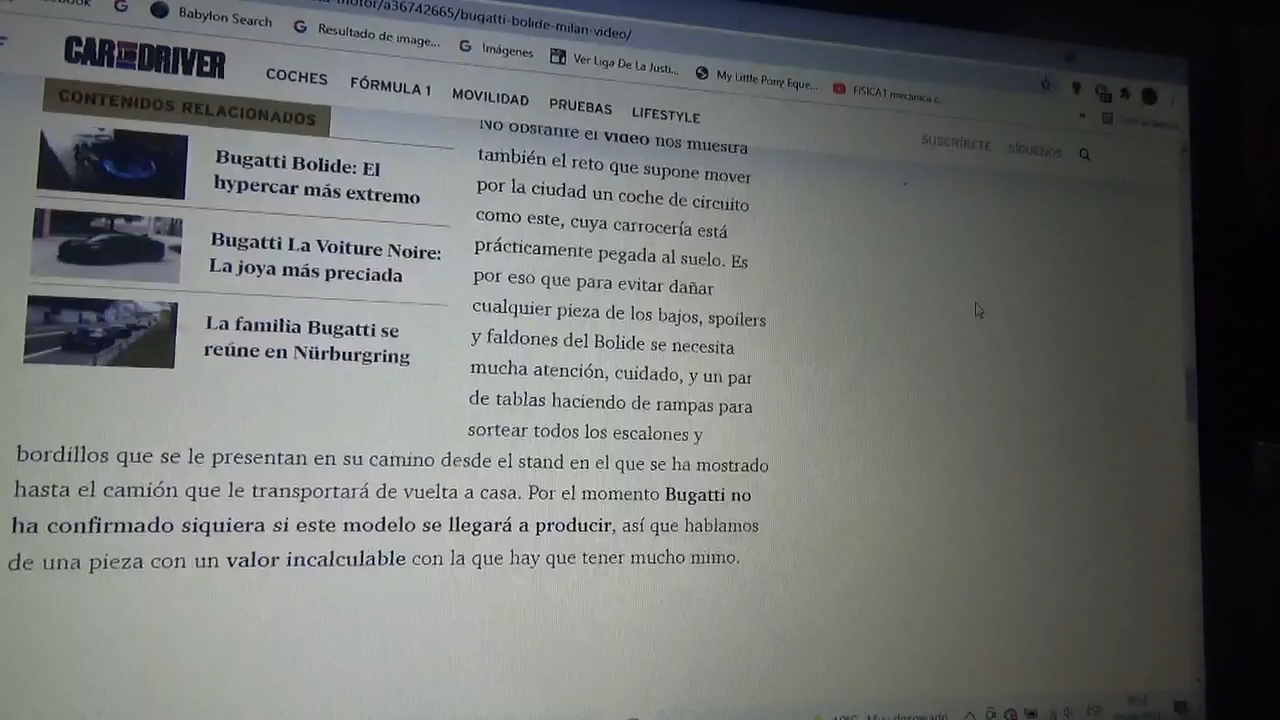 motor/a36742665/bugatti-bolide-milan-video/
Babylon Search
Resultado de image...
Imágenes
Ver Liga De La Justi...
My Little Pony Eque...
FISICA1 mecanica c.
CAR AND DRIVER
COCHES
FÓRMULA 1
MOVILIDAD
PRUEBAS
LIFESTYLE
SUSCRÍBETE
SÍGUENOS
CONTENIDOS RELACIONADOS
Bugatti Bolide: El
hypercar más extremo
Bugatti La Voiture Noire:
La joya más preciada
La familia Bugatti se
reúne en Nürburgring
No obstante el video nos muestra
también el reto que supone mover
por la ciudad un coche de circuito
como este, cuya carrocería está
prácticamente pegada al suelo. Es
por eso que para evitar dañar
cualquier pieza de los bajos, spoilers
y faldones del Bolide se necesita
mucha atención, cuidado, y un par
de tablas haciendo de rampas para
sortear todos los escalones y
bordillos que se le presentan en su camino desde el stand en el que se ha mostrado
hasta el camión que le transportará de vuelta a casa. Por el momento Bugatti no
ha confirmado siquiera si este modelo se llegará a producir, así que hablamos
de una pieza con un valor incalculable con la que hay que tener mucho mimo.